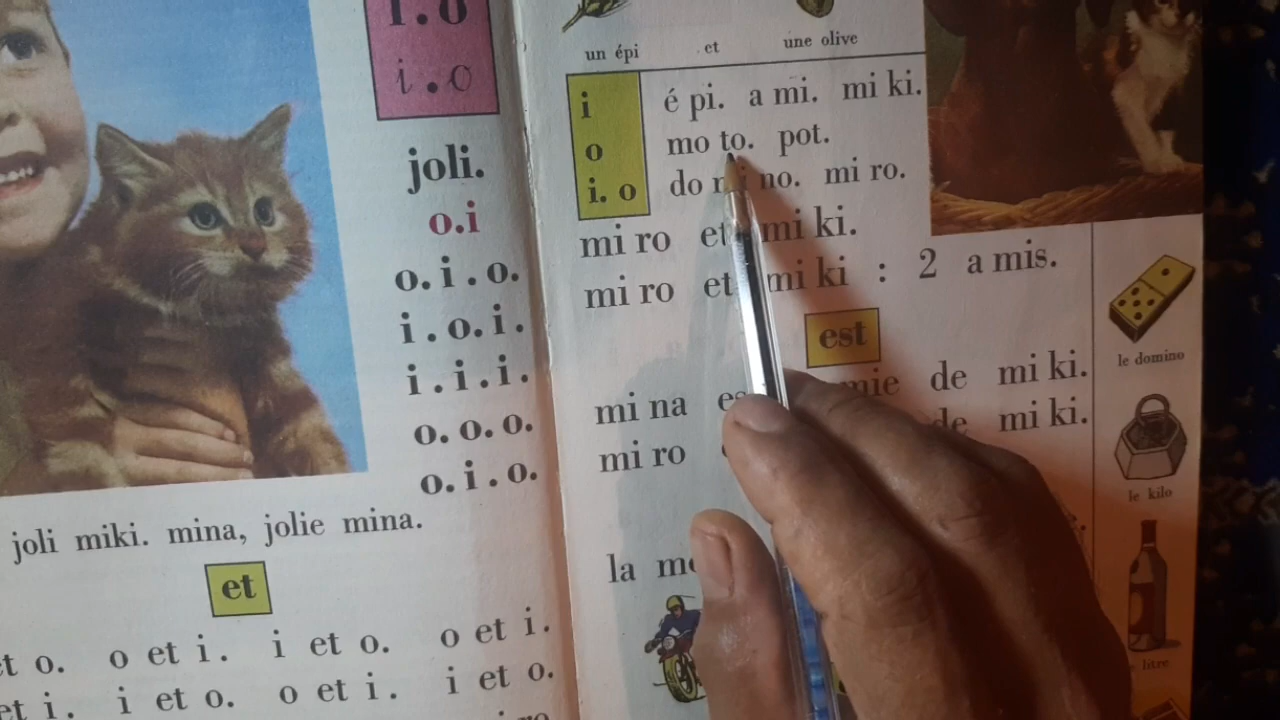 i.o
i.o
joli.
o.i
o.i.o.
i.o.i.
i.i.i.
o.o.o.
o.i.o.
joli miki. mina, jolie mina.
et
o. o et i. i et o. o et i.
et i. i et o. o et i. i et o.
un épi et une olive
i é pi. a mi. mi ki.
o mo to. pot.
i. o do mi no. mi ro.
mi ro et mi ki.
mi ro et mi ki : 2 a mis.
est
mi na de mi ki.
mi ro de mi ki.
la
le domino
le kilo
litre